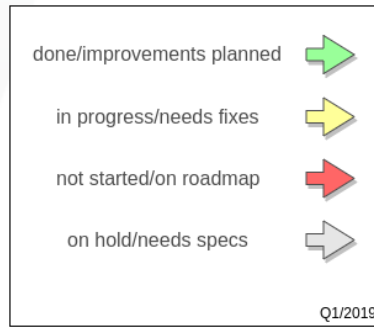 done/improvements planned
in progress/needs fixes
not started/on roadmap
on hold/needs specs
Q1/2019